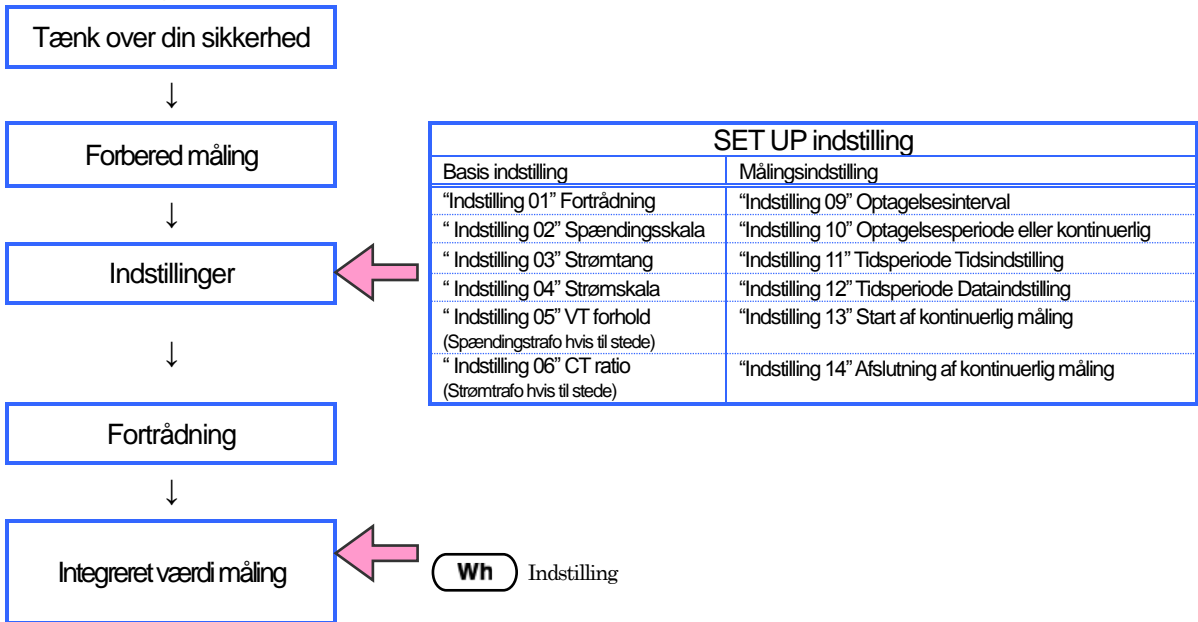 Tænk over din sikkerhed
↓
Forbered måling
↓
Indstillinger
↓
Fortrådning
↓
Integreret værdi måling
SET UP indstilling
Basis indstilling Målingsindstilling
“Indstilling 01” Fortrådning “Indstilling 09” Optagelsesinterval
“ Indstilling 02” Spændingsskala “Indstilling 10” Optagelsesperiode eller kontinuerlig
“ Indstilling 03” Strømtang “Indstilling 11” Tidsperiode Tidsindstilling
“ Indstilling 04” Strømskala “Indstilling 12” Tidsperiode Dataindstilling
“ Indstilling 05” VT forhold “Indstilling 13” Start af kontinuerlig måling
(Spændingstrafo hvis til stede)
“ Indstilling 06” CT ratio “Indstilling 14” Afslutning af kontinuerlig måling
(Strømtrafo hvis til stede)
Wh Indstilling